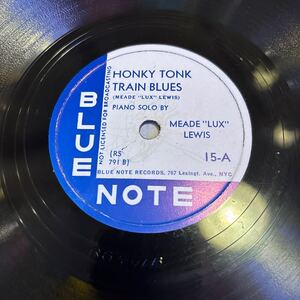 HONKY TONK
TRAIN BLUES
(MEADE "LUX" LEWIS)
PIANO SOLO BY
MEADE "LUX"
LEWIS
15-A
(RS
791 B)
BLUE NOTE RECORDS, 767 Lexingt. Ave., NYC
NOT LICENSED FOR BROADCASTING
BLUE
NOTE